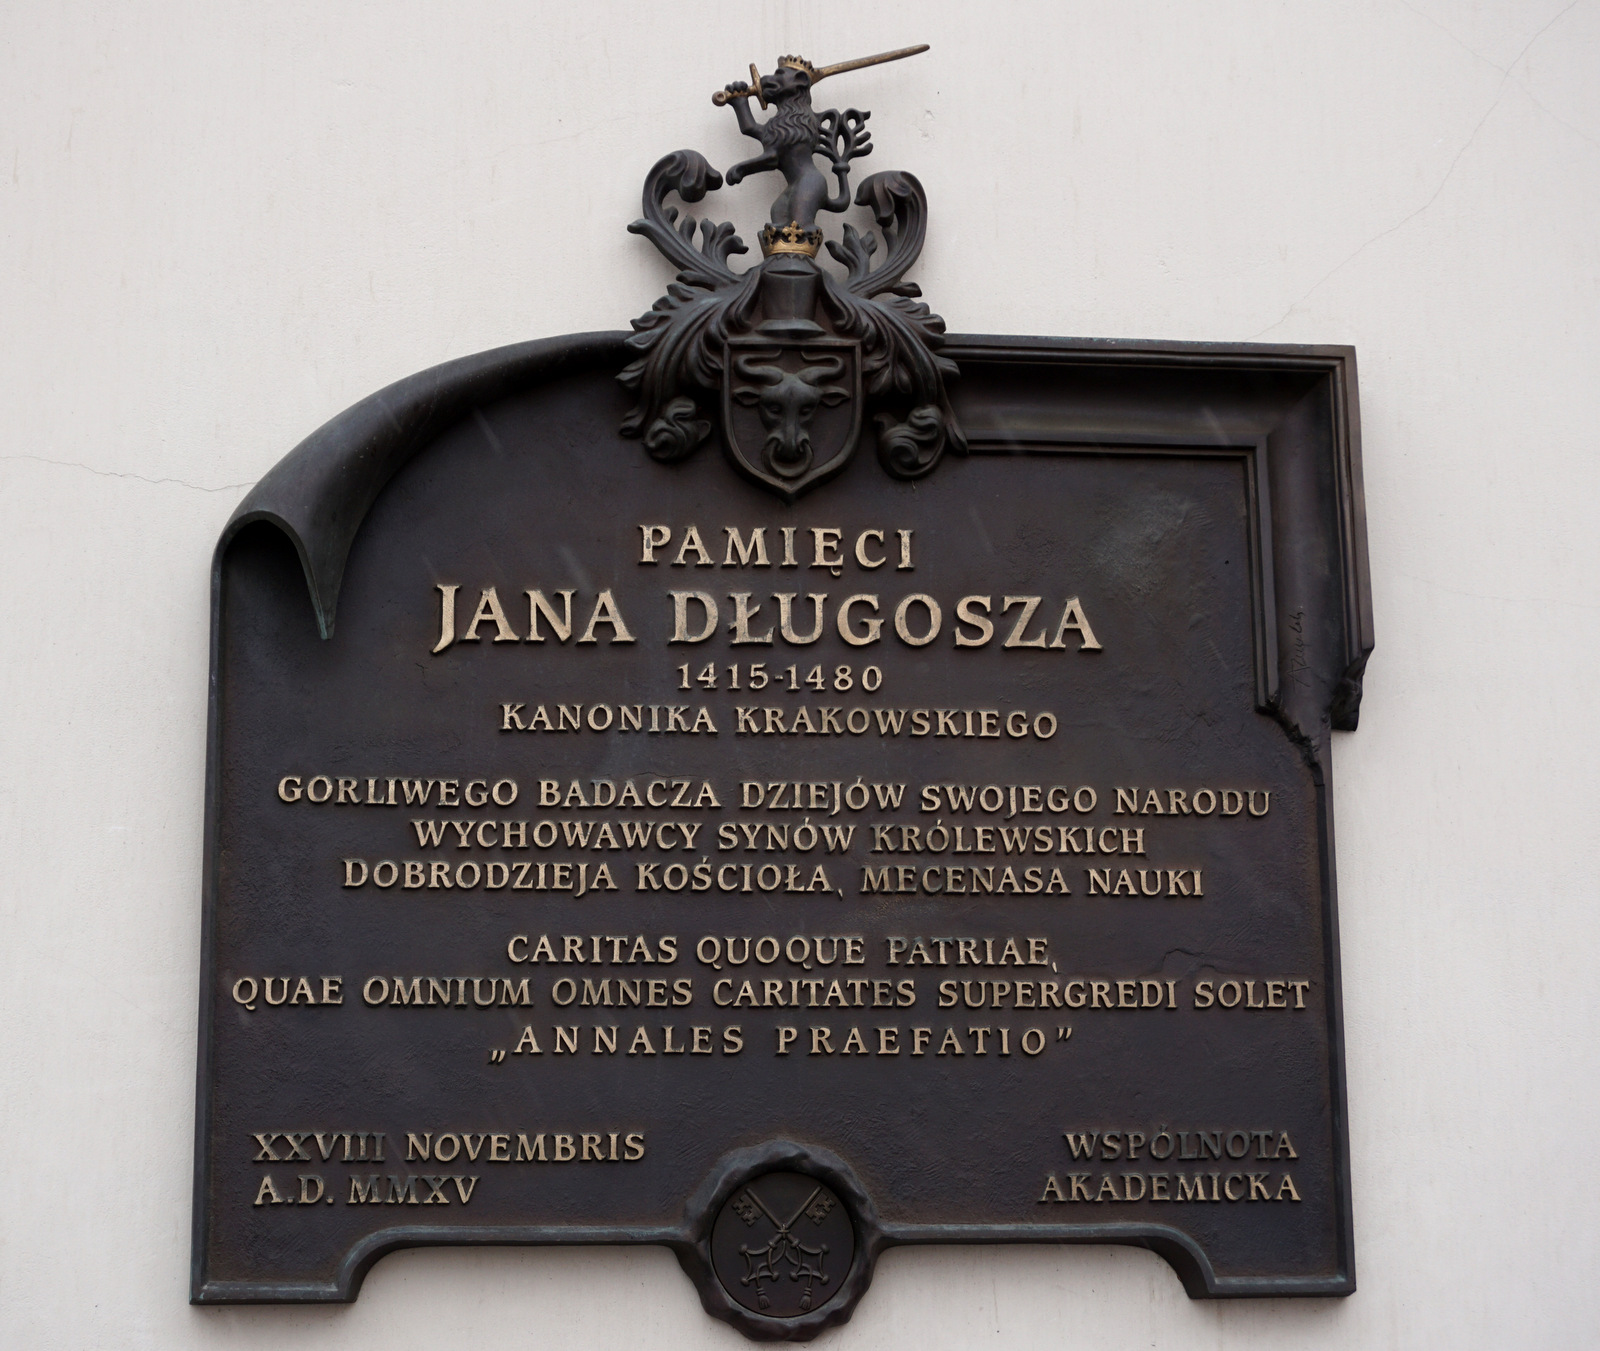 PAMIĘCI
JANA DŁUGOSZA
1415-1480
KANONIKA KRAKOWSKIEGO
GORLIWEGO BADACZA DZIEJÓW SWOJEGO NARODU
WYCHOWAWCY SYNÓW KRÓLEWSKICH
DOBRODZIEJA KOŚCIOŁA, MECENASA NAUKI
CARITAS QUOQUE PATRIAE,
QUAE OMNIUM OMNES CARITATES SUPERGREDI SOLET
„ANNALES PRAEFATIO”
XXVIII NOVEMBRIS
A.D. MMXV
WSPÓLNOTA
AKADEMICKA